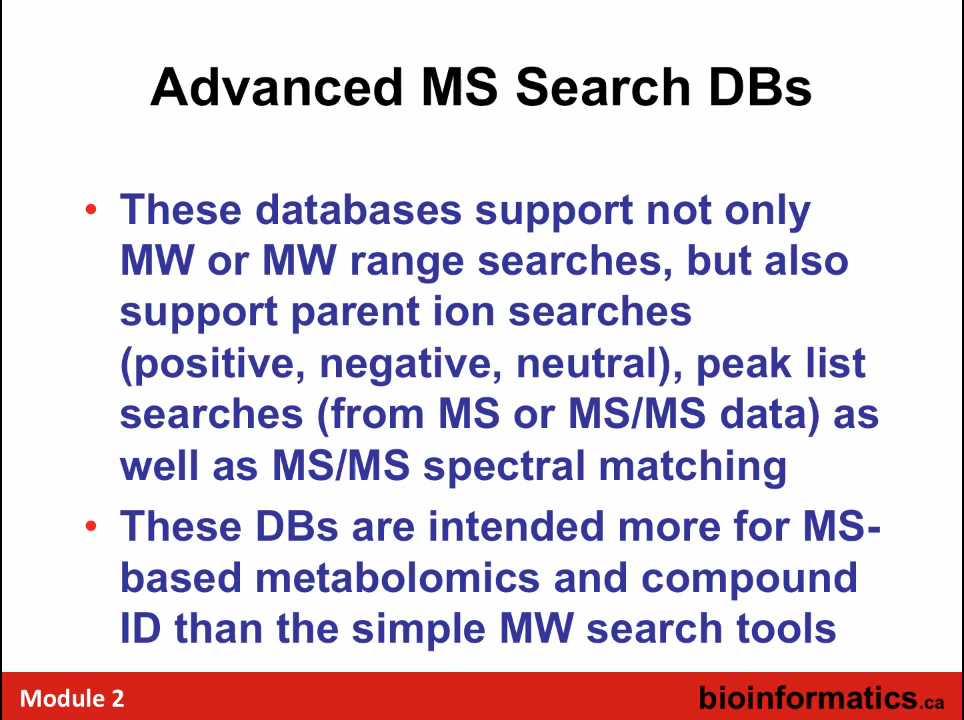 Advanced MS Search DBs
• These databases support not only
MW or MW range searches, but also
support parent ion searches
(positive, negative, neutral), peak list
searches (from MS or MS/MS data) as
well as MS/MS spectral matching
• These DBs are intended more for MS-
based metabolomics and compound
ID than the simple MW search tools
Module 2
bioinformatics.ca